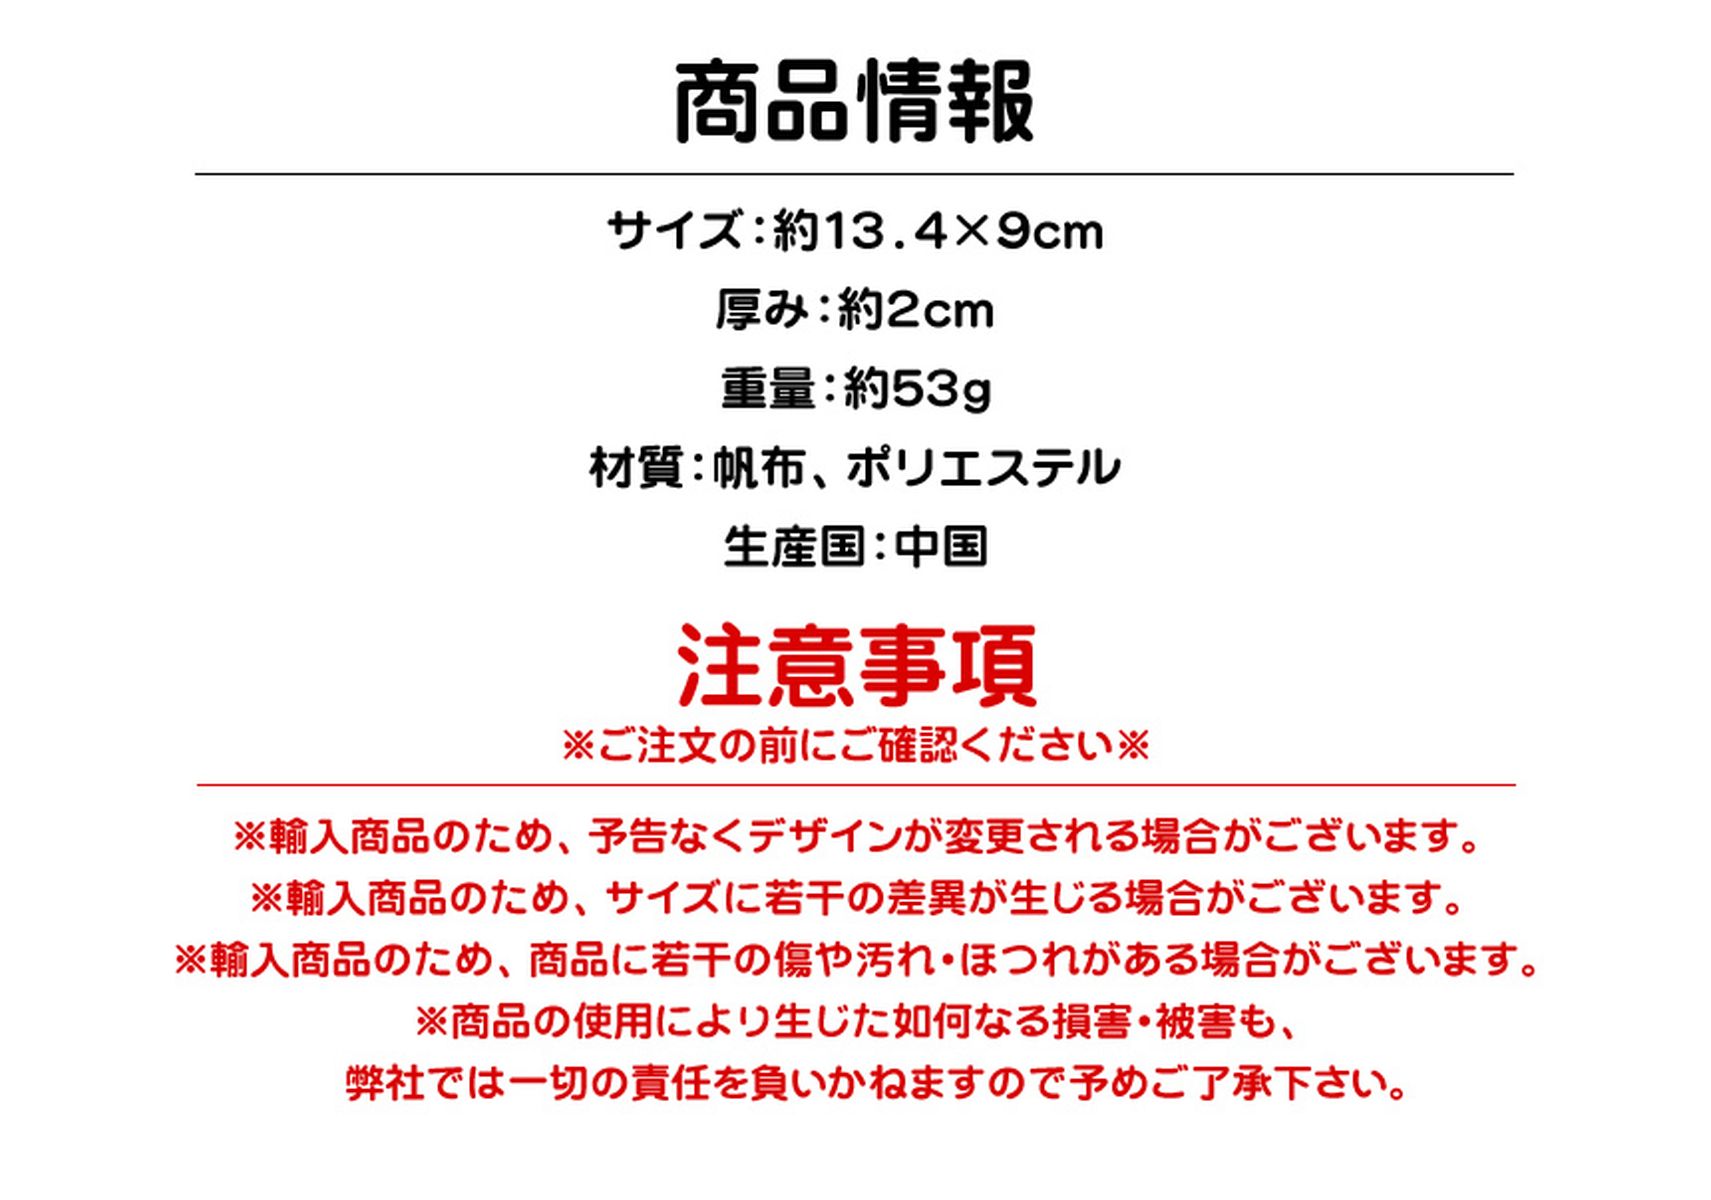 商品情報
サイズ：約13.4×9cm
厚み：約2cm
重量：約53g
材質：帆布、ポリエステル
生産国：中国
注意事項
※ご注文の前にご確認ください※
※輸入商品のため、予告なくデザインが変更される場合がございます。
※輸入商品のため、サイズに若干の差異が生じる場合がございます。
※輸入商品のため、商品に若干の傷や汚れ・ほつれがある場合がございます。
※商品の使用により生じた如何なる損害・被害も、
弊社では一切の責任を負いかねますので予めご了承下さい。